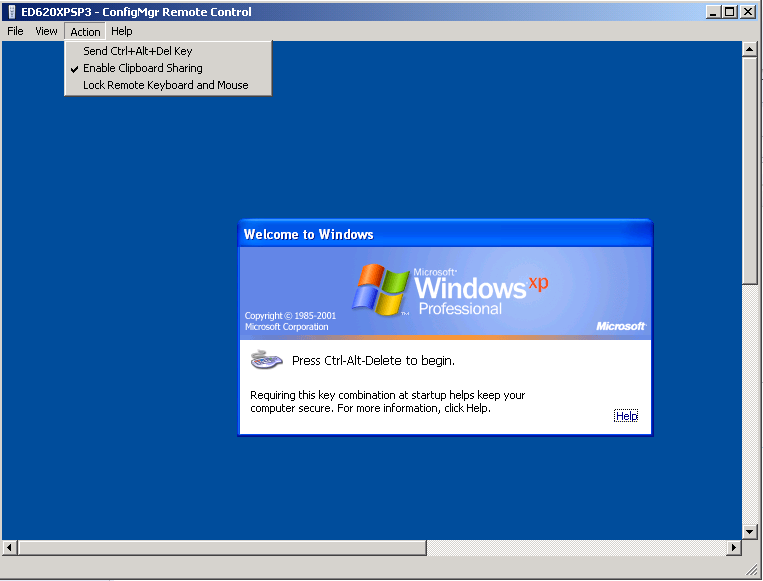 ED620XPSP3 - ConfigMgr Remote Control
File View Action Help
Send Ctrl+Alt+Del Key
Enable Clipboard Sharing
Lock Remote Keyboard and Mouse
Welcome to Windows
Microsoft®
Windows xp
Professional
Copyright © 1985-2001
Microsoft Corporation
Microsoft
Press Ctrl-Alt-Delete to begin.
Requiring this key combination at startup helps keep your
computer secure. For more information, click Help.
Help